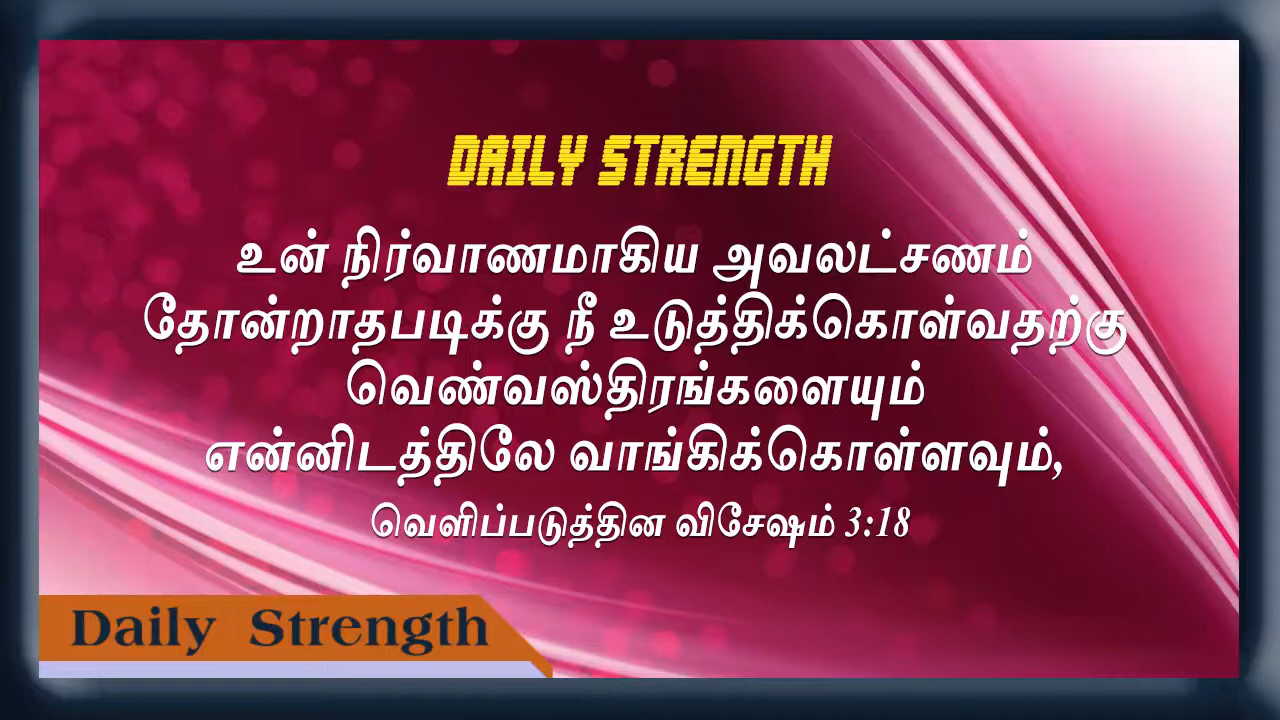 DAILY STRENGTH
உன் நிர்வாணமாகிய அவலட்சணம்
தோன்றாதபடிக்கு நீ உடுத்திக்கொள்வதற்கு
வெண்வஸ்திரங்களையும்
என்னிடத்திலே வாங்கிக்கொள்ளவும்,
வெளிப்படுத்தின விசேஷம் 3:18
Daily Strength